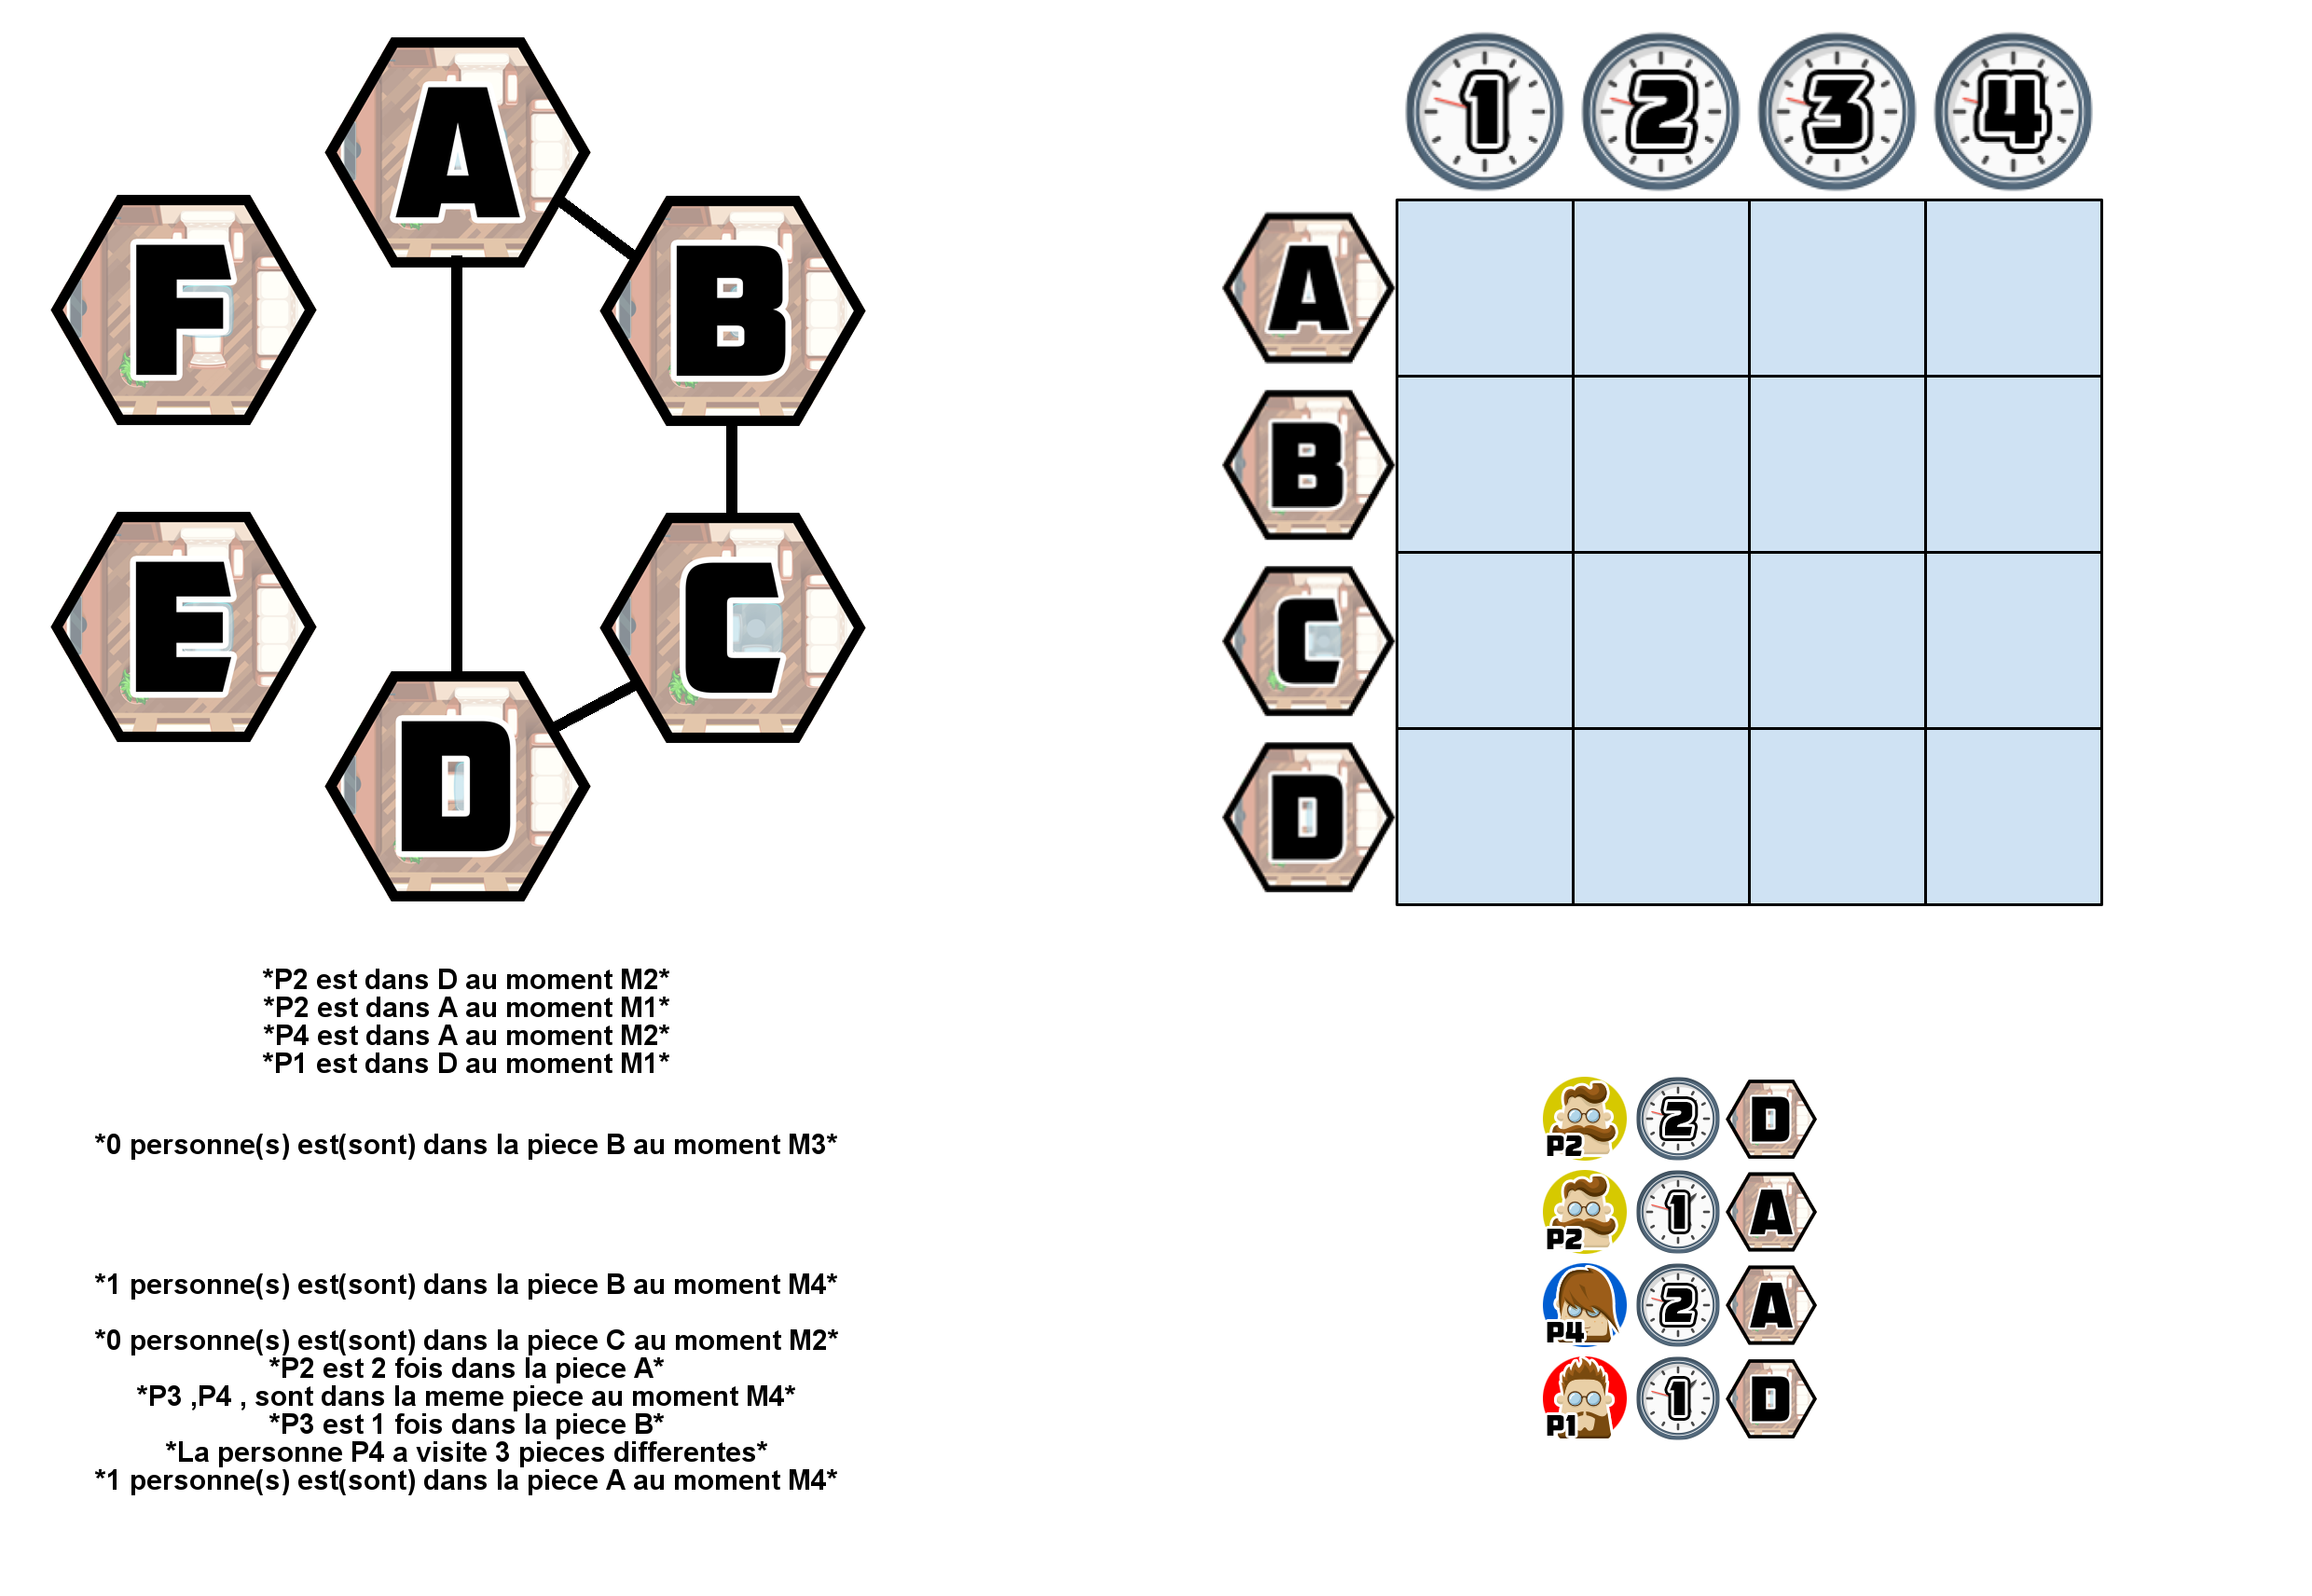 A
F
B
E
C
D
1 2 3 4
A
B
C
D
*P2 est dans D au moment M2*
*P2 est dans A au moment M1*
*P4 est dans A au moment M2*
*P1 est dans D au moment M1*
*0 personne(s) est(sont) dans la piece B au moment M3*
*1 personne(s) est(sont) dans la piece B au moment M4*
*0 personne(s) est(sont) dans la piece C au moment M2*
*P2 est 2 fois dans la piece A*
*P3 ,P4 , sont dans la meme piece au moment M4*
*P3 est 1 fois dans la piece B*
*La personne P4 a visite 3 pieces differentes*
*1 personne(s) est(sont) dans la piece A au moment M4*
P2 2 D
P2 1 A
P4 2 A
P1 1 D